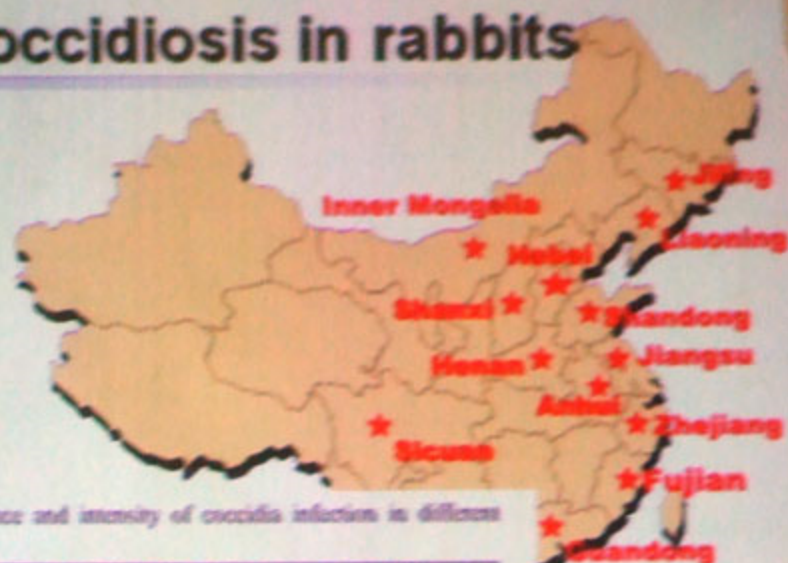 occidiosis in rabbits
Jiling
Inner Mongolia
Liaoning
Hebei
Shanxi
Shandong
Henan
Jiangsu
Anhui
Zhejiang
Sicuan
Fujian
and intensity of coccidia infection in different
Guandong